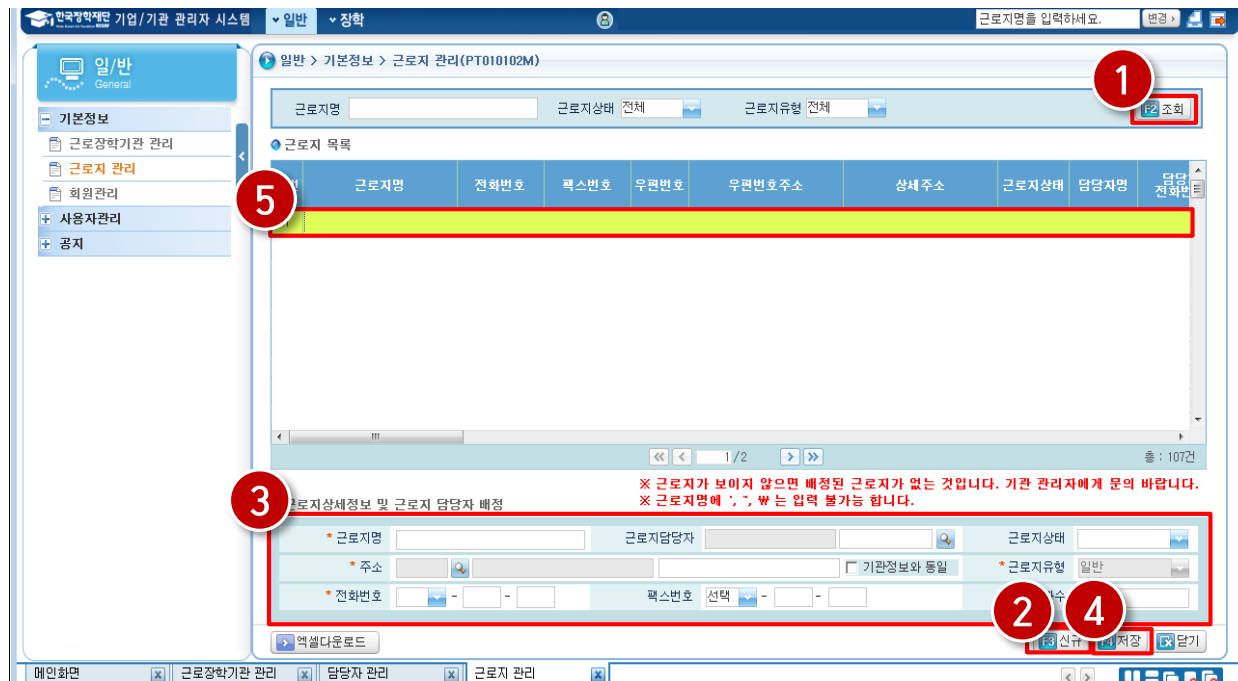 한국장학재단 기업/기관 관리자 시스템 일반 장학 근로지명을 입력하세요. 변경
일/반
General
일반 > 기본정보 > 근로지 관리(PT010102M)
1
기본정보
근로장학기관 관리
근로지 관리
회원관리
사용자관리
공지
근로지명 근로지상태 전체 근로지유형 전체 F2 조회
근로지 목록
근로지명 전화번호 팩스번호 우편번호 우편번호주소 상세주소 근로지상태 담당자명 담당
전화번
5
1/2 총 : 107건
※ 근로지가 보이지 않으면 배정된 근로지가 없는 것입니다. 기관 관리자에게 문의 바랍니다.
3 근로지상세정보 및 근로지 담당자 배정 ※ 근로지명에 ', ", ₩ 는 입력 불가능 합니다.
* 근로지명 근로지담당자 근로지상태
* 주소 기관정보와 동일 * 근로지유형 일반
* 전화번호 - - 팩스번호 선택 - - 수
2 4
엑셀다운로드 F3 신규 저장 닫기
메인화면 근로장학기관 관리 담당자 관리 근로지 관리